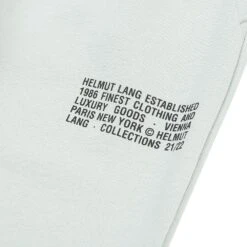 HELMUT LANG ESTABLISHED
1986 FINEST CLOTHING AND
LUXURY GOODS · VIENNA
PARIS NEW YORK © HELMUT
LANG · COLLECTIONS 21/22